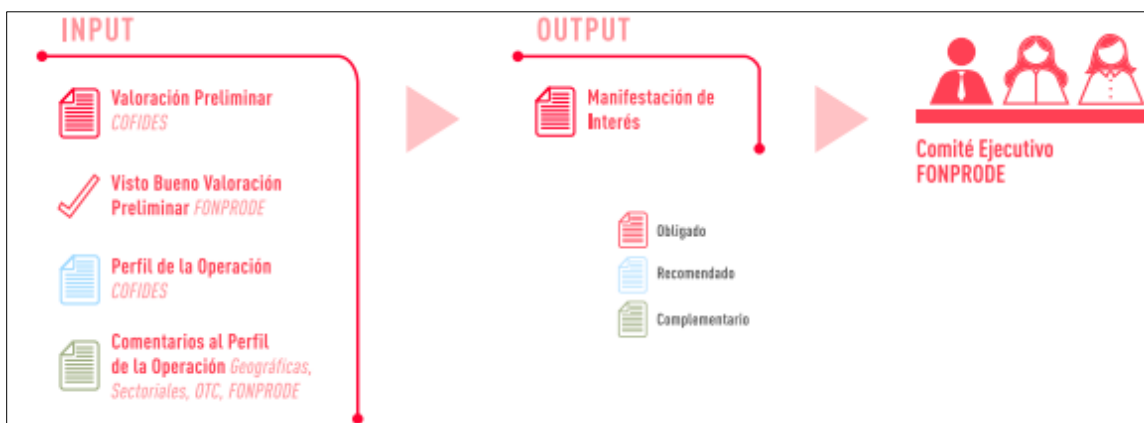 INPUT
Valoración Preliminar
COFIDES
Visto Bueno Valoración
Preliminar FONPRODE
Perfil de la Operación
COFIDES
Comentarios al Perfil
de la Operación Geográficas,
Sectoriales, OTC, FONPRODE
OUTPUT
Manifestación de
Interés
Obligado
Recomendado
Complementario
Comité Ejecutivo
FONPRODE